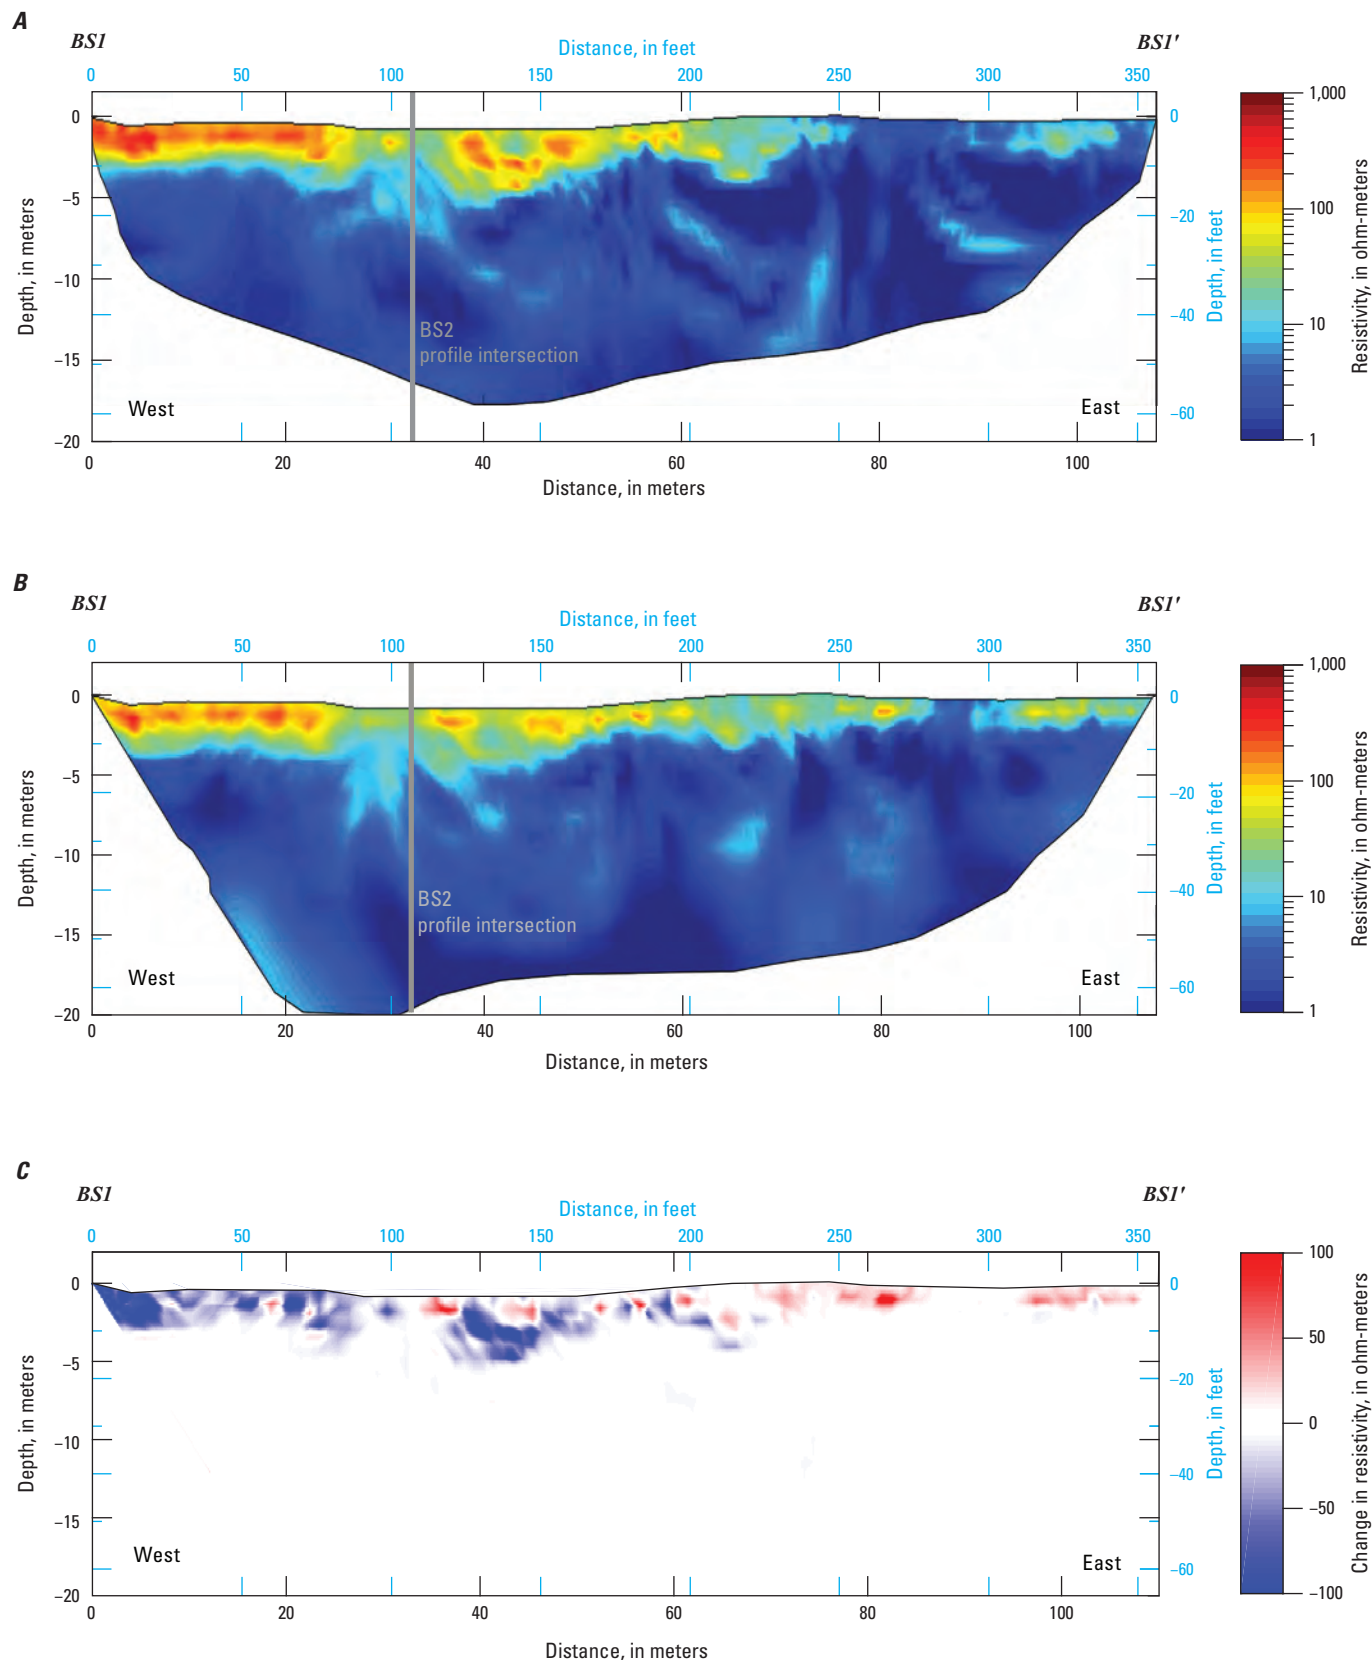 A
BS1
BS1'
Distance, in feet
0 50 100 150 200 250 300 350
0
−5
−10
−15
−20
Depth, in meters
0
−20
−40
−60
Depth, in feet
BS2
profile intersection
West
East
0 20 40 60 80 100
Distance, in meters
1,000
100
10
1
Resistivity, in ohm-meters
B
BS1
BS1'
Distance, in feet
0 50 100 150 200 250 300 350
0
−5
−10
−15
−20
Depth, in meters
0
−20
−40
−60
Depth, in feet
BS2
profile intersection
West
East
0 20 40 60 80 100
Distance, in meters
1,000
100
10
1
Resistivity, in ohm-meters
C
BS1
BS1'
Distance, in feet
0 50 100 150 200 250 300 350
0
−5
−10
−15
−20
Depth, in meters
0
−20
−40
−60
Depth, in feet
West
East
0 20 40 60 80 100
Distance, in meters
100
50
0
−50
−100
Change in resistivity, in ohm-meters